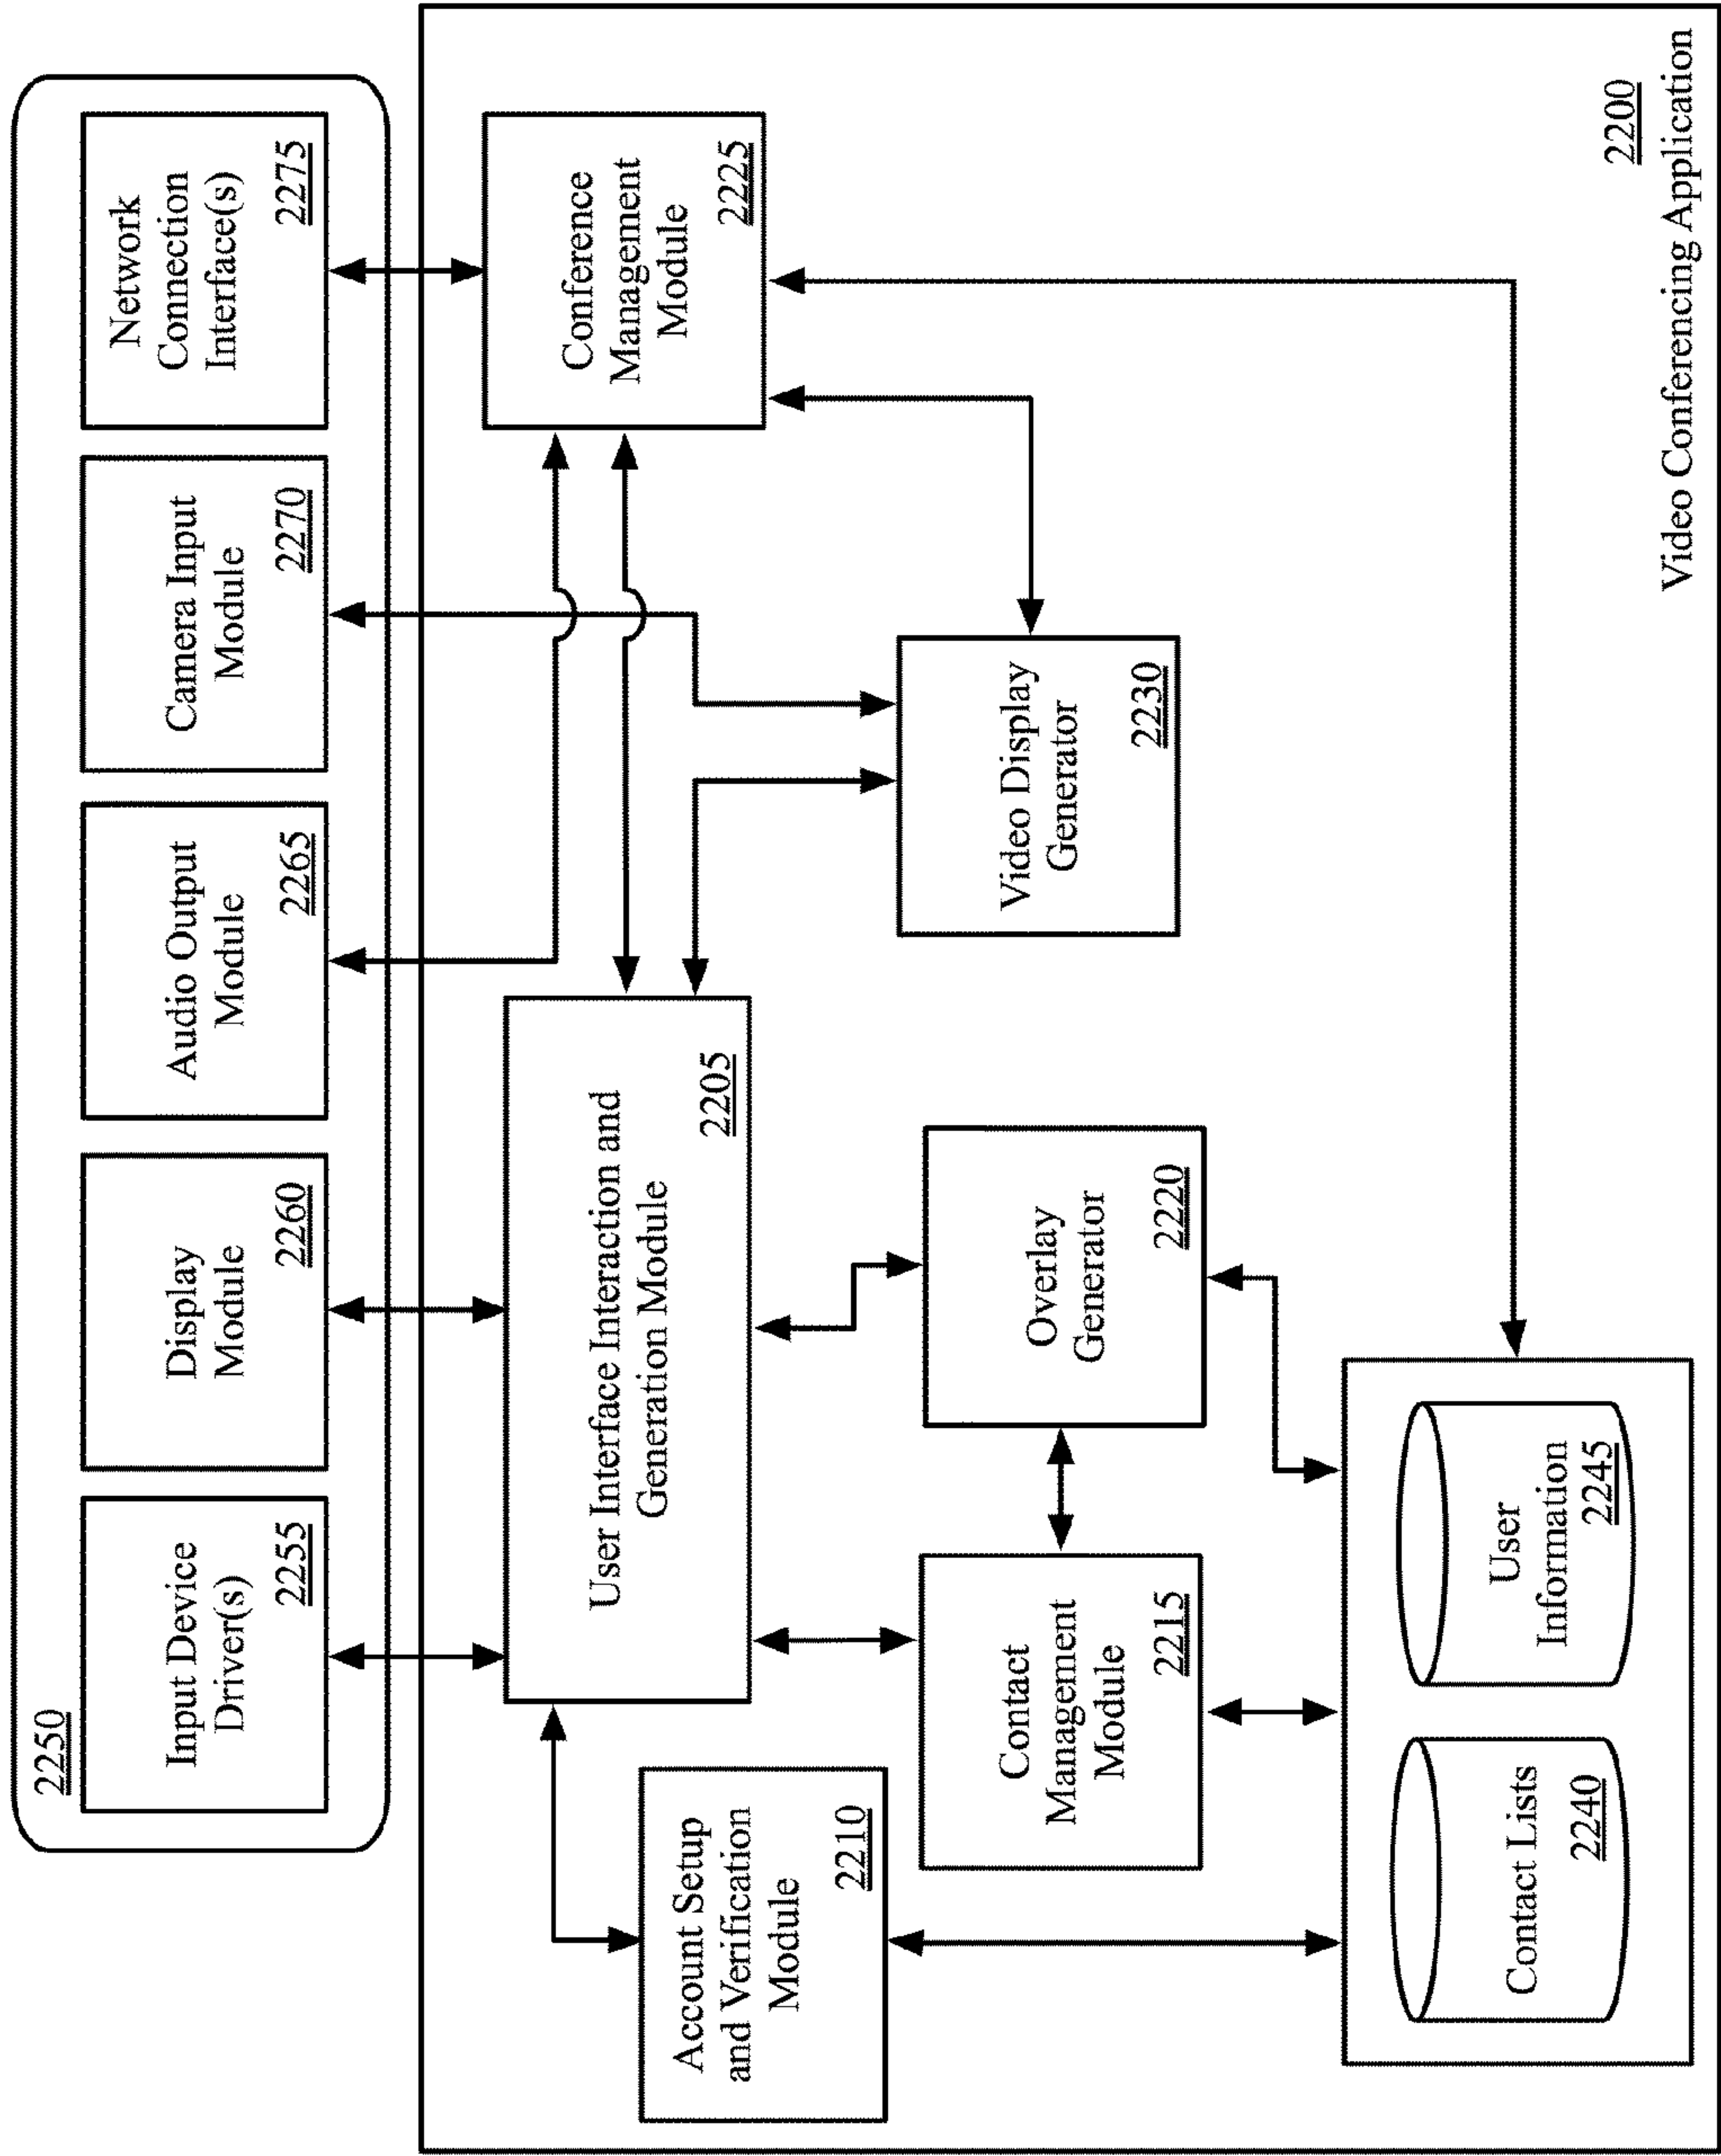 2250
Input Device
Driver(s)
2255
Display
Module
2260
Audio Output
Module
2265
Camera Input
Module
2270
Network
Connection
Interface(s)
2275
User Interface Interaction and
Generation Module
2205
Conference
Management
Module
2225
Account Setup
and Verification
Module
2210
Contact
Management
Module
2215
Overlay
Generator
2220
Video Display
Generator
2230
Contact Lists
2240
User
Information
2245
2200
Video Conferencing Application